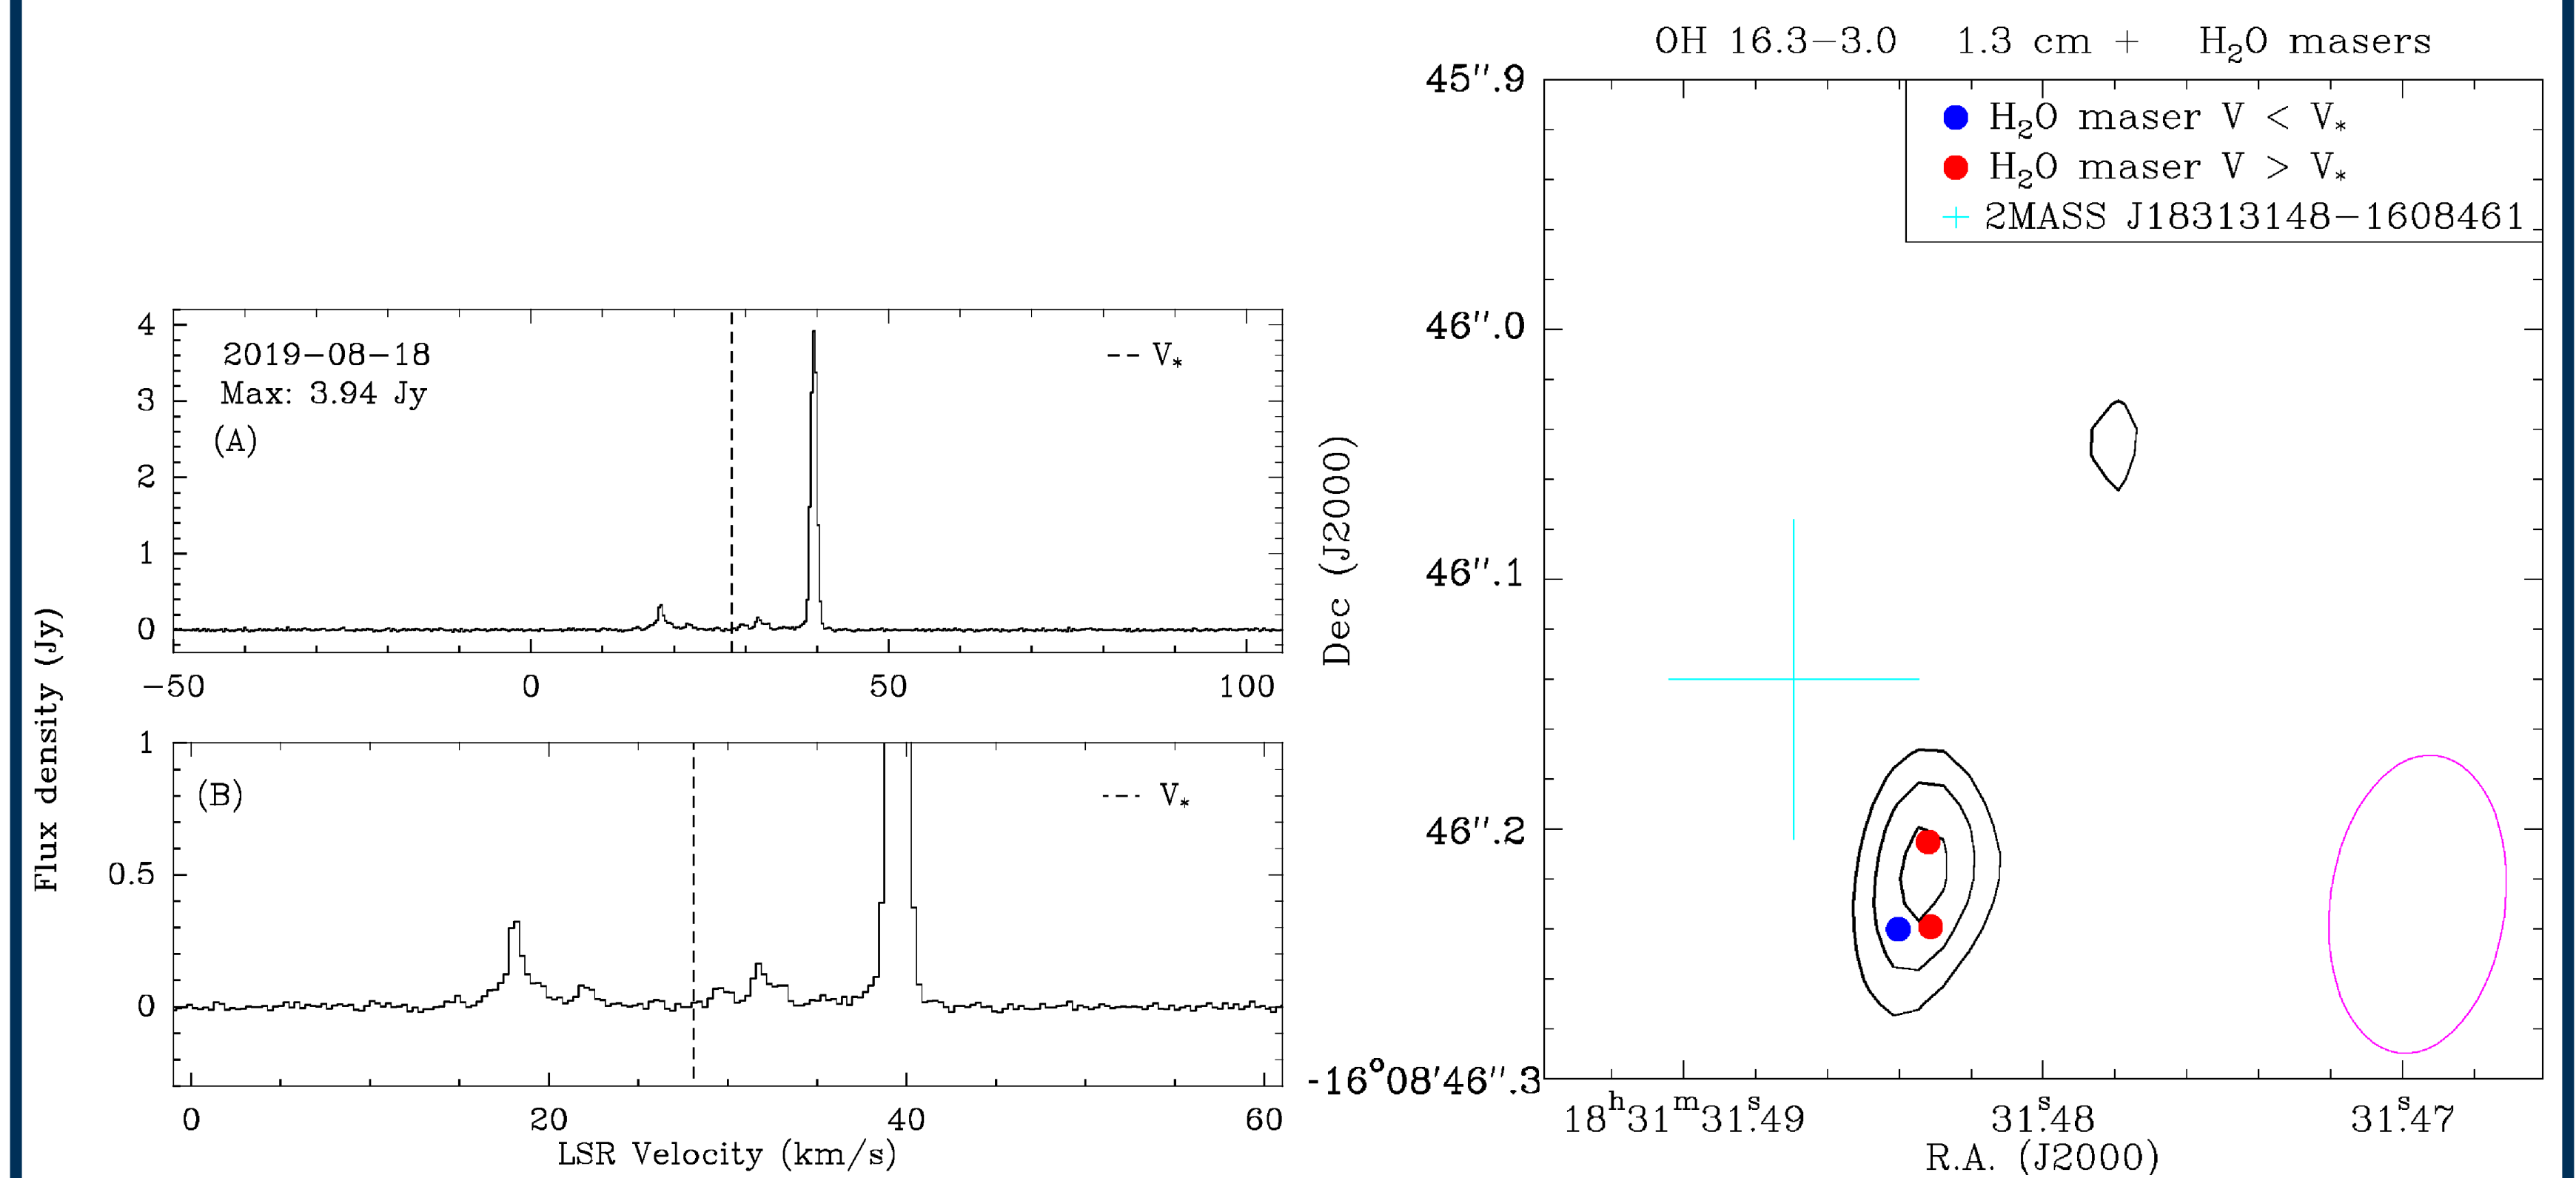 Flux density (Jy)
4
3
2
1
0
2019−08−18
Max: 3.94 Jy
(A)
-- V*
−50 0 50 100
1
0.5
0
(B)
--- V*
0 20 40 60
LSR Velocity (km/s)
OH 16.3−3.0 1.3 cm + H₂O masers
H₂O maser V < V*
H₂O maser V > V*
2MASS J18313148−1608461
Dec (J2000)
45″.9
46″.0
46″.1
46″.2
-16°08′46″.3
18ʰ31ᵐ31ˢ.49 31ˢ.48 31ˢ.47
R.A. (J2000)